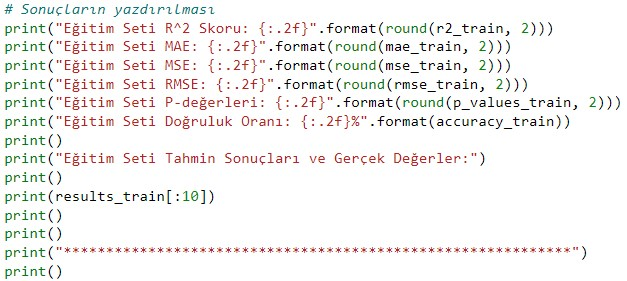 # Sonuçların yazdırılması
print("Eğitim Seti R^2 Skoru: {:.2f}".format(round(r2_train, 2)))
print("Eğitim Seti MAE: {:.2f}".format(round(mae_train, 2)))
print("Eğitim Seti MSE: {:.2f}".format(round(mse_train, 2)))
print("Eğitim Seti RMSE: {:.2f}".format(round(rmse_train, 2)))
print("Eğitim Seti P-değerleri: {:.2f}".format(round(p_values_train, 2)))
print("Eğitim Seti Doğruluk Oranı: {:.2f}%".format(accuracy_train))
print()
print("Eğitim Seti Tahmin Sonuçları ve Gerçek Değerler:")
print()
print(results_train[:10])
print()
print()
print("************************************************************")
print()